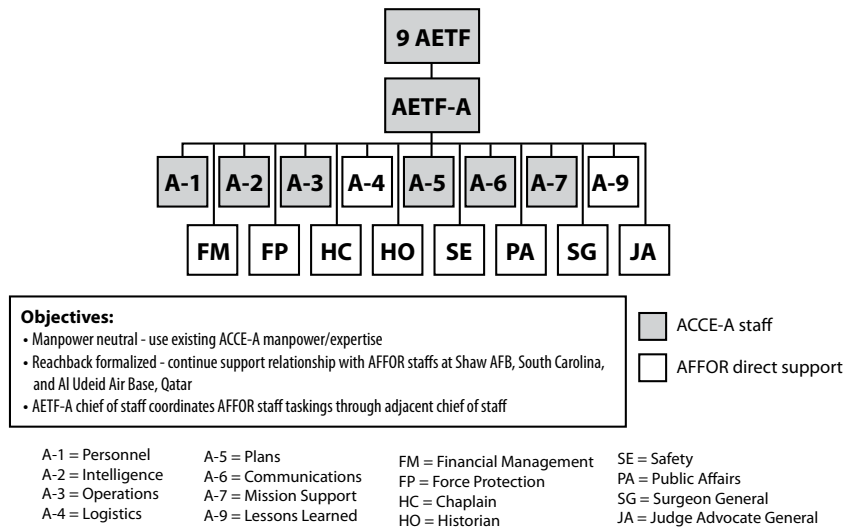 9 AETF
AETF-A
A-1 A-2 A-3 A-4 A-5 A-6 A-7 A-9
FM FP HC HO SE PA SG JA
Objectives:
• Manpower neutral - use existing ACCE-A manpower/expertise
• Reachback formalized - continue support relationship with AFFOR staffs at Shaw AFB, South Carolina,
and Al Udeid Air Base, Qatar
• AETF-A chief of staff coordinates AFFOR staff taskings through adjacent chief of staff
ACCE-A staff
AFFOR direct support
A-1 = Personnel
A-2 = Intelligence
A-3 = Operations
A-4 = Logistics
A-5 = Plans
A-6 = Communications
A-7 = Mission Support
A-9 = Lessons Learned
FM = Financial Management
FP = Force Protection
HC = Chaplain
HO = Historian
SE = Safety
PA = Public Affairs
SG = Surgeon General
JA = Judge Advocate General